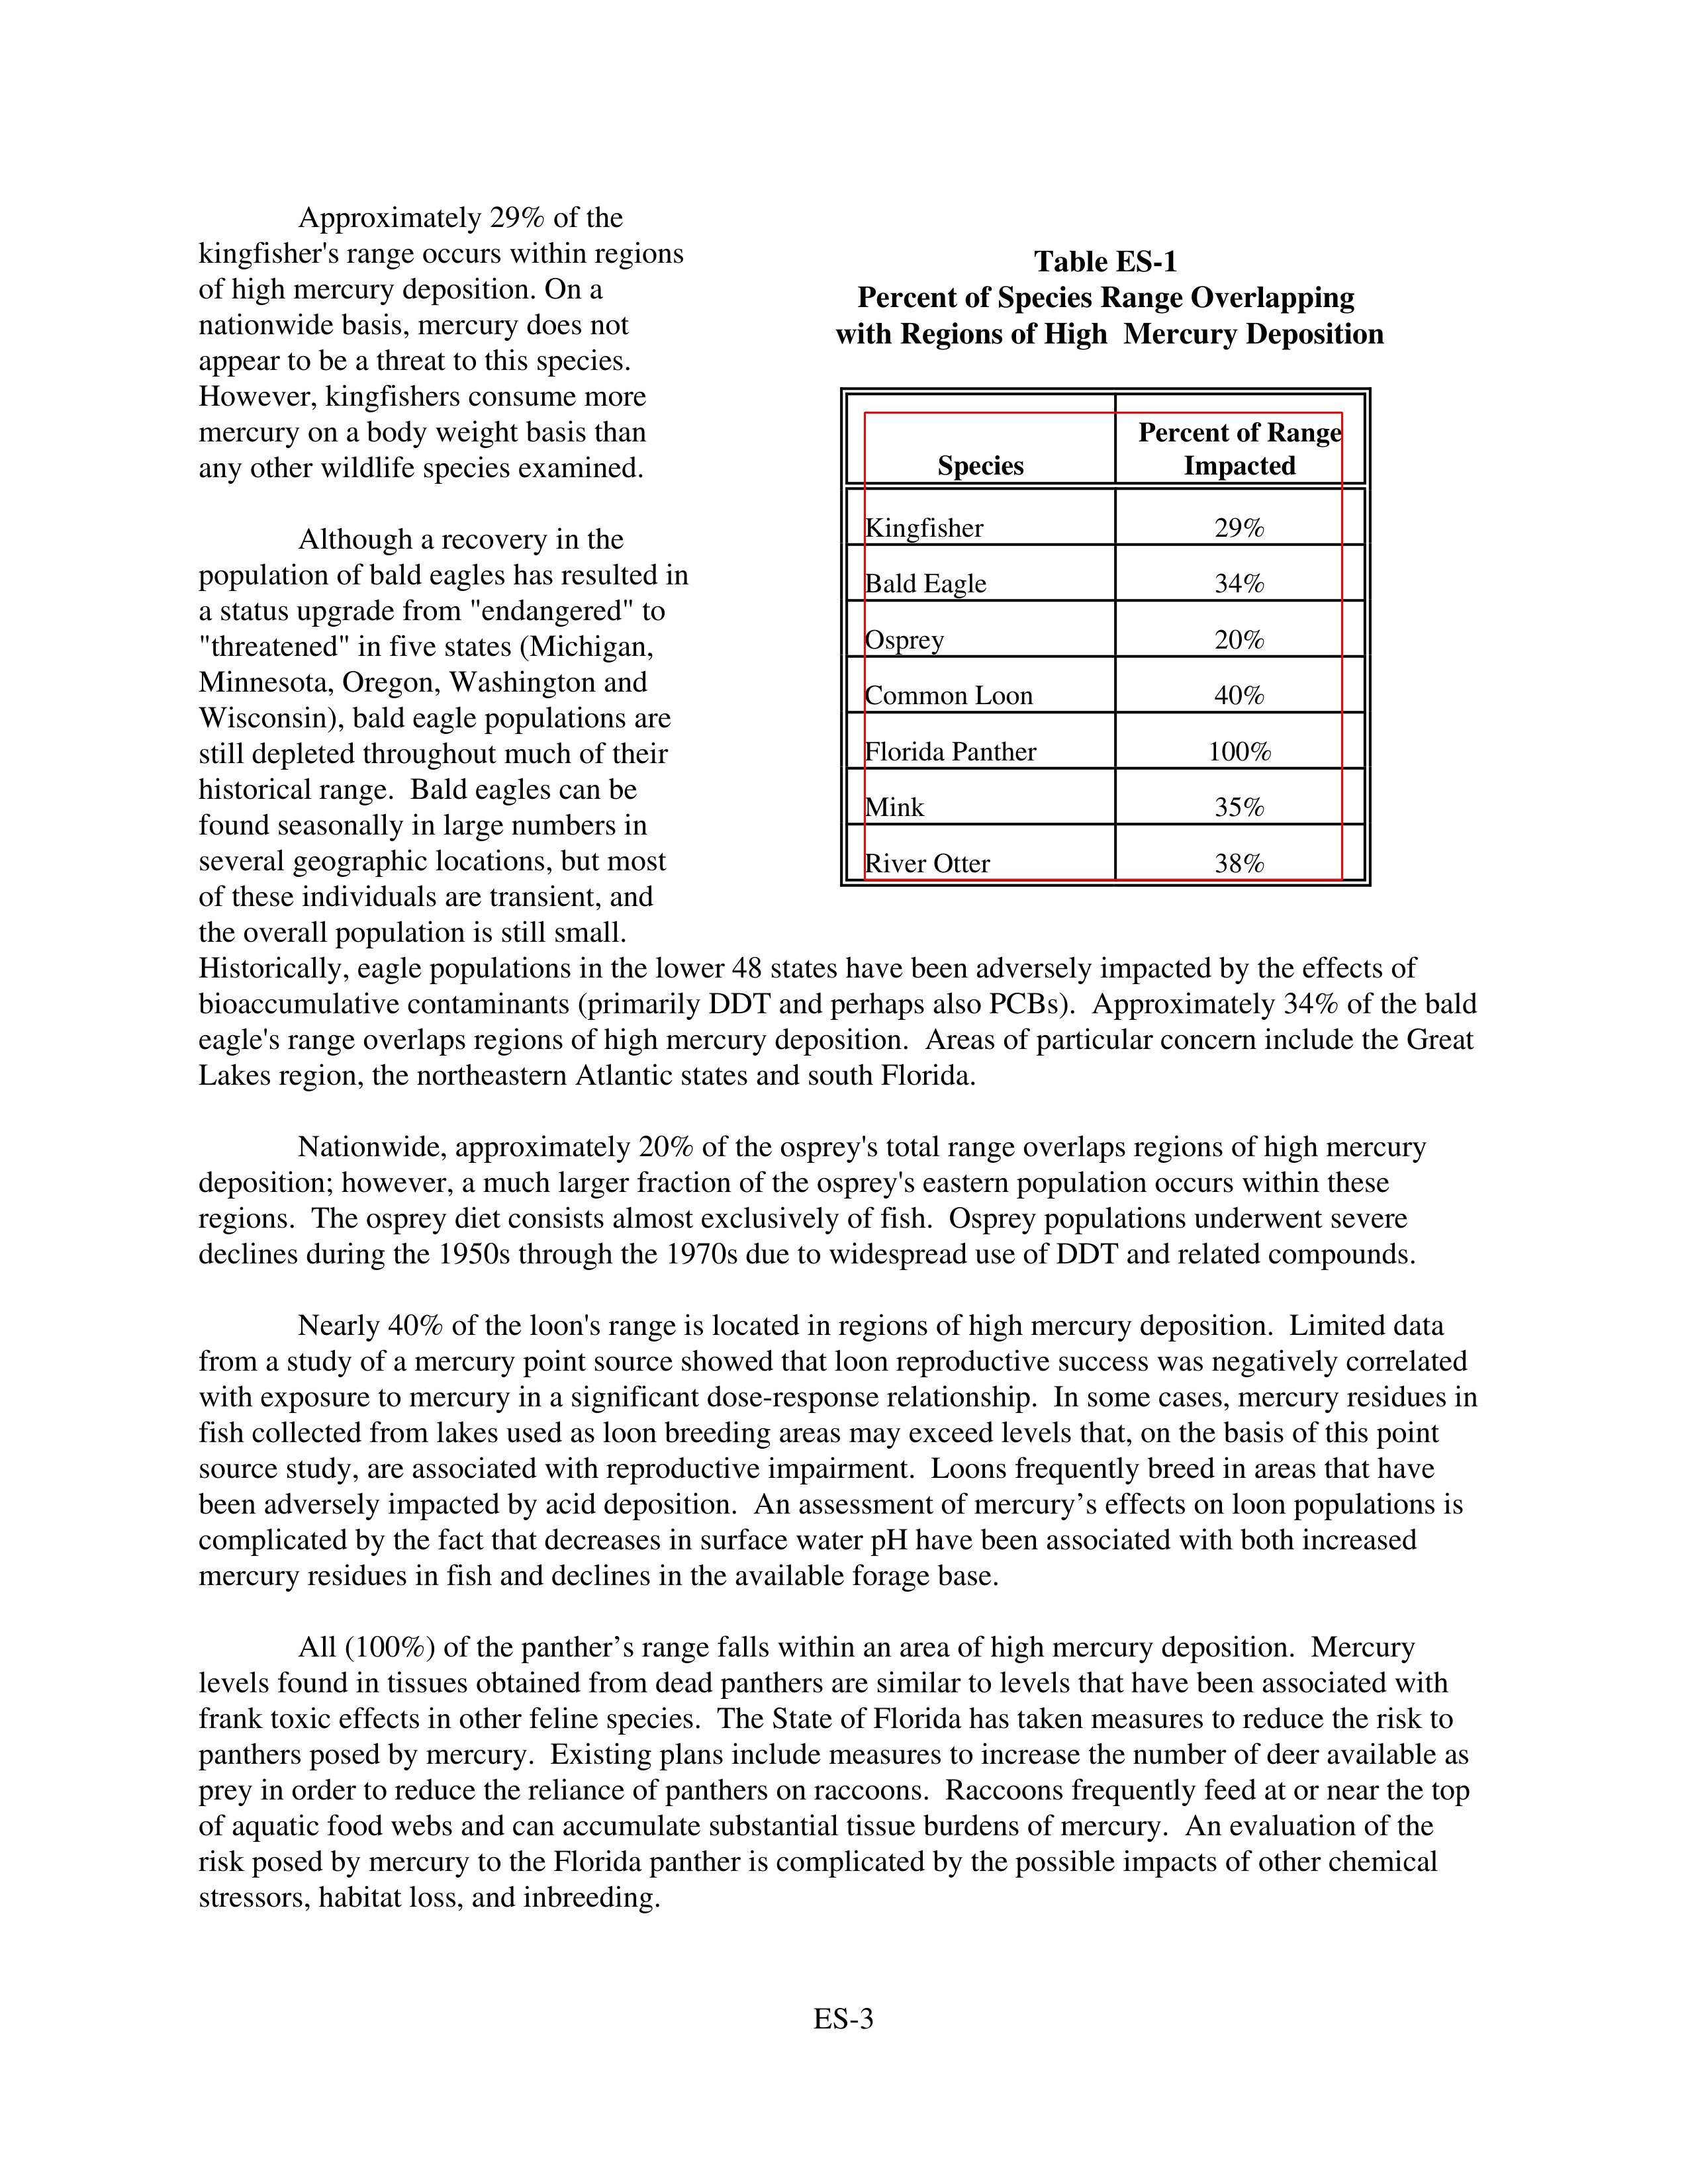 Approximately 29% of the
kingfisher's range occurs within regions
of high mercury deposition. On a
nationwide basis, mercury does not
appear to be a threat to this species.
However, kingfishers consume more
mercury on a body weight basis than
any other wildlife species examined.
Although a recovery in the
population of bald eagles has resulted in
a status upgrade from "endangered" to
"threatened" in five states (Michigan,
Minnesota, Oregon, Washington and
Wisconsin), bald eagle populations are
still depleted throughout much of their
historical range.  Bald eagles can be
found seasonally in large numbers in
several geographic locations, but most
of these individuals are transient, and
the overall population is still small.
Table ES-1
Percent of Species Range Overlapping
with Regions of High  Mercury Deposition
Species
Percent of Range
Impacted
Kingfisher 29%
Bald Eagle 34%
Osprey 20%
Common Loon 40%
Florida Panther 100%
Mink 35%
River Otter 38%
Historically, eagle populations in the lower 48 states have been adversely impacted by the effects of
bioaccumulative contaminants (primarily DDT and perhaps also PCBs).  Approximately 34% of the bald
eagle's range overlaps regions of high mercury deposition.  Areas of particular concern include the Great
Lakes region, the northeastern Atlantic states and south Florida.
Nationwide, approximately 20% of the osprey's total range overlaps regions of high mercury
deposition; however, a much larger fraction of the osprey's eastern population occurs within these
regions.  The osprey diet consists almost exclusively of fish.  Osprey populations underwent severe
declines during the 1950s through the 1970s due to widespread use of DDT and related compounds.
Nearly 40% of the loon's range is located in regions of high mercury deposition.  Limited data
from a study of a mercury point source showed that loon reproductive success was negatively correlated
with exposure to mercury in a significant dose-response relationship.  In some cases, mercury residues in
fish collected from lakes used as loon breeding areas may exceed levels that, on the basis of this point
source study, are associated with reproductive impairment.  Loons frequently breed in areas that have
been adversely impacted by acid deposition.  An assessment of mercury’s effects on loon populations is
complicated by the fact that decreases in surface water pH have been associated with both increased
mercury residues in fish and declines in the available forage base.
All (100%) of the panther’s range falls within an area of high mercury deposition.  Mercury
levels found in tissues obtained from dead panthers are similar to levels that have been associated with
frank toxic effects in other feline species.  The State of Florida has taken measures to reduce the risk to
panthers posed by mercury.  Existing plans include measures to increase the number of deer available as
prey in order to reduce the reliance of panthers on raccoons.  Raccoons frequently feed at or near the top
of aquatic food webs and can accumulate substantial tissue burdens of mercury.  An evaluation of the
risk posed by mercury to the Florida panther is complicated by the possible impacts of other chemical
stressors, habitat loss, and inbreeding.
ES-3